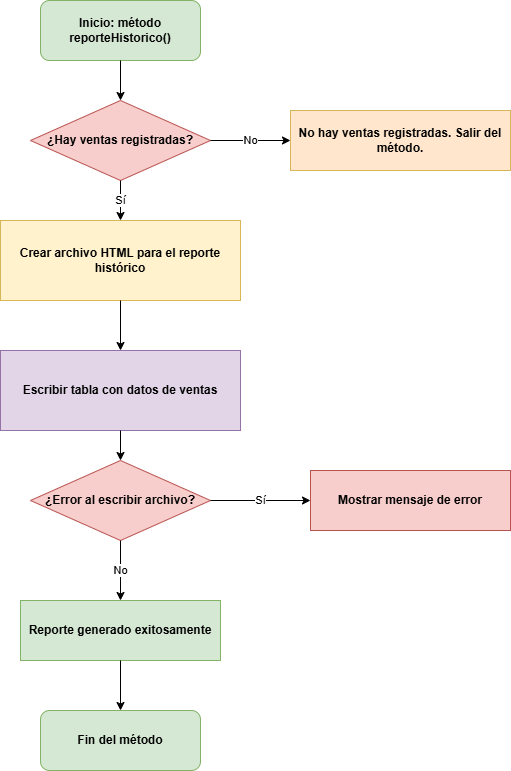 Inicio: método
reporteHistorico()
¿Hay ventas registradas?
No
No hay ventas registradas. Salir del
método.
Sí
Crear archivo HTML para el reporte
histórico
Escribir tabla con datos de ventas
¿Error al escribir archivo?
Sí
Mostrar mensaje de error
No
Reporte generado exitosamente
Fin del método